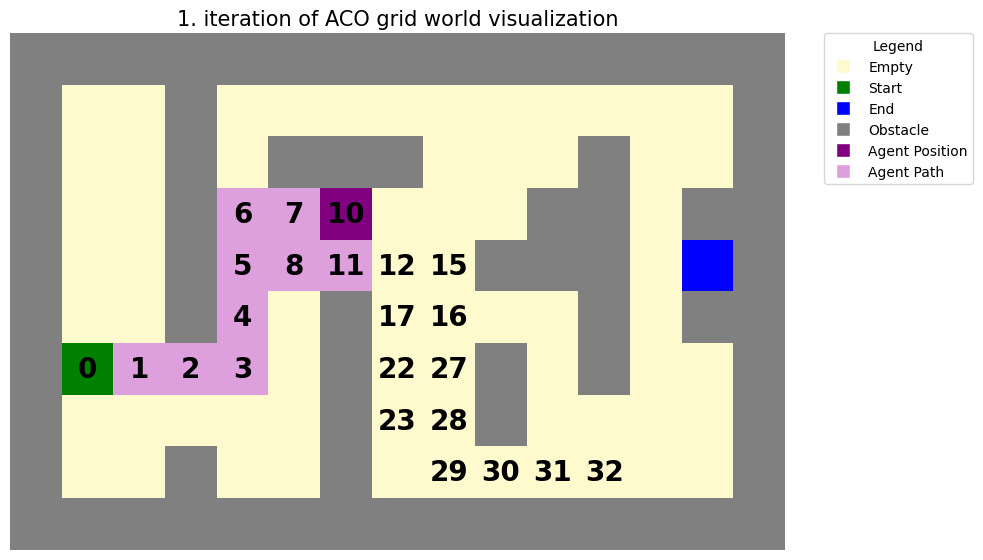 1. iteration of ACO grid world visualization
Legend
Empty
Start
End
Obstacle
Agent Position
Agent Path
6 7 10
5 8 11 12 15
4 17 16
0 1 2 3 22 27
23 28
29 30 31 32